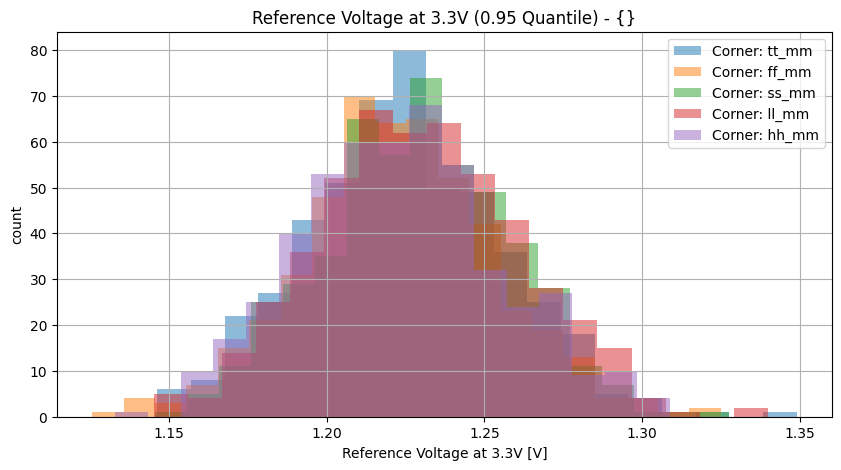 Reference Voltage at 3.3V (0.95 Quantile) - {}
80
70
60
50
40
30
20
10
0
count
Corner: tt_mm
Corner: ff_mm
Corner: ss_mm
Corner: ll_mm
Corner: hh_mm
1.15
1.20
1.25
1.30
1.35
Reference Voltage at 3.3V [V]